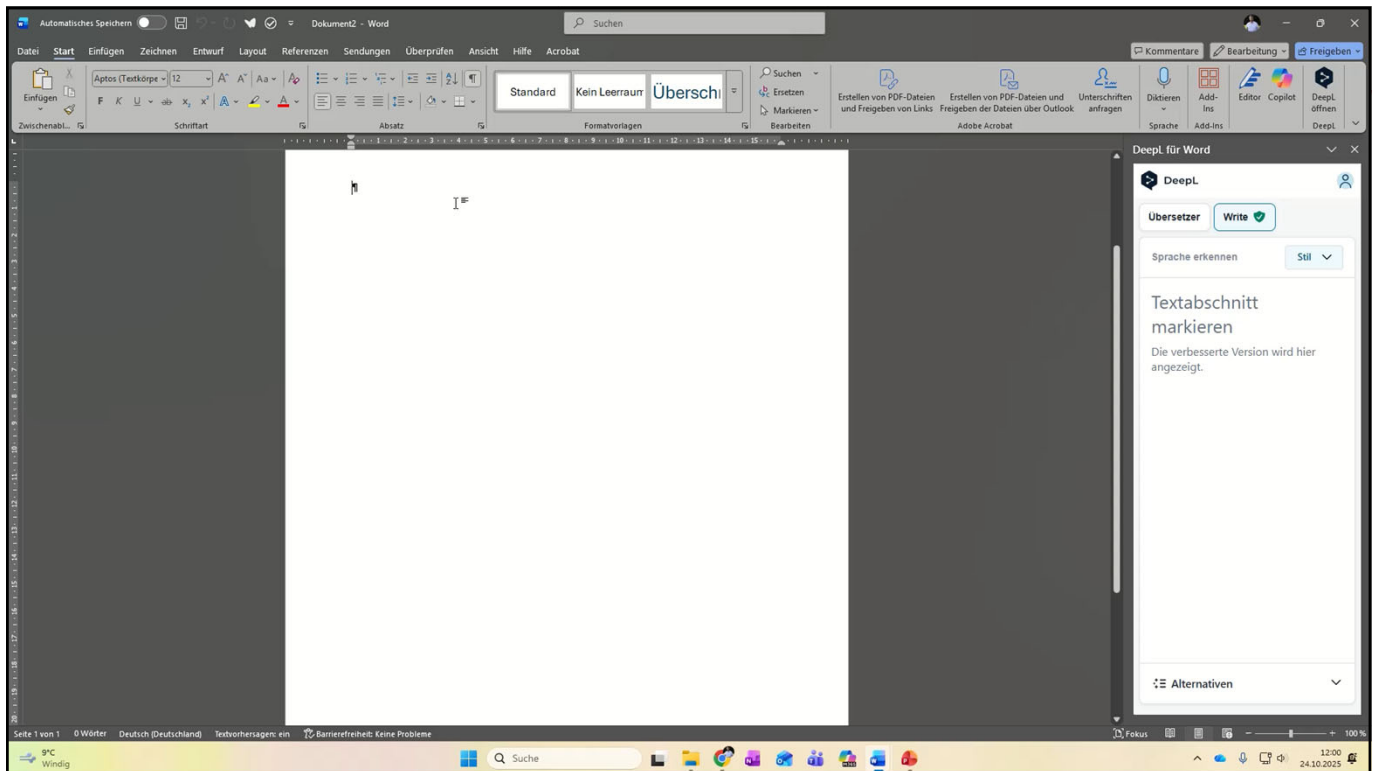 Automatisches Speichern
Dokument2 - Word
Suchen
Datei Start Einfügen Zeichnen Entwurf Layout Referenzen Sendungen Überprüfen Ansicht Hilfe Acrobat
Kommentare Bearbeitung Freigeben
Einfügen
Zwischenabl...
Aptos (Textkörpe 12
F K U ab x₂ x² A A
Schriftart
Absatz
Standard Kein Leerraum Überschi
Formatvorlagen
Suchen
Ersetzen
Markieren
Bearbeiten
Erstellen von PDF-Dateien
und Freigeben von Links
Erstellen von PDF-Dateien und
Freigeben der Dateien über Outlook
Unterschriften
anfragen
Adobe Acrobat
Diktieren
Sprache
Add-
Ins
Add-Ins
Editor Copilot
DeepL
öffnen
DeepL
DeepL für Word
DeepL
Übersetzer Write
Sprache erkennen Stil
Textabschnitt
markieren
Die verbesserte Version wird hier
angezeigt.
Alternativen
Seite 1 von 1 0 Wörter Deutsch (Deutschland) Textvorhersagen: ein Barrierefreiheit: Keine Probleme
Fokus 100 %
9°C
Windig
Suche
12:00
24.10.2025